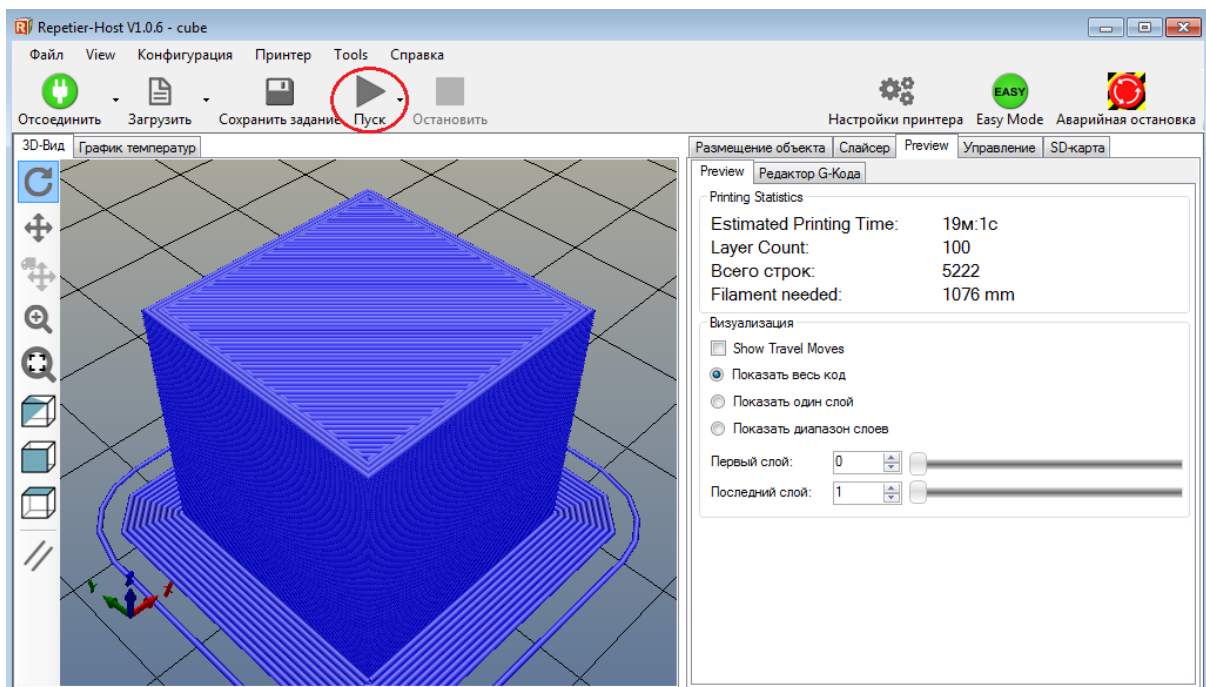 Repetier-Host V1.0.6 - cube
Файл View Конфигурация Принтер Tools Справка
EASY
Отсоединить Загрузить Сохранить задание Пуск Остановить Настройки принтера Easy Mode Аварийная остановка
3D-Вид График температур Размещение объекта Слайсер Preview Управление SD-карта
Preview Редактор G-Кода
Printing Statistics
Estimated Printing Time: 19м:1с
Layer Count: 100
Всего строк: 5222
Filament needed: 1076 mm
Визуализация
Show Travel Moves
Показать весь код
Показать один слой
Показать диапазон слоев
Первый слой: 0
Последний слой: 1